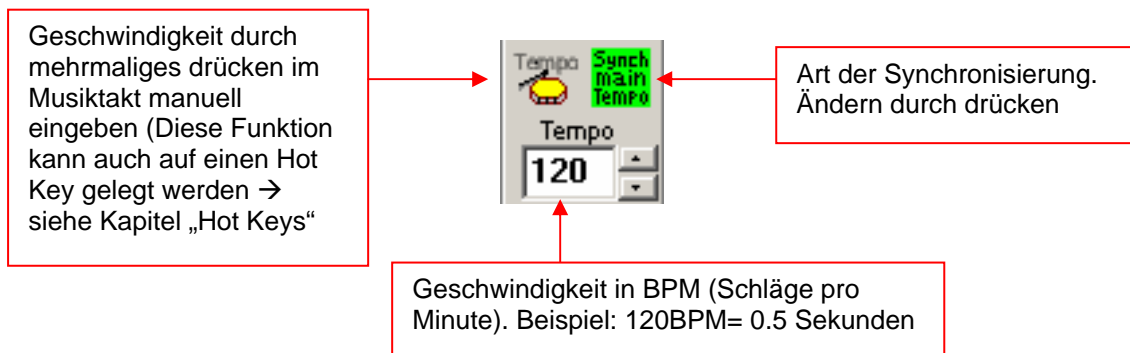 Geschwindigkeit durch
mehrmaliges drücken im
Musiktakt manuell
eingeben (Diese Funktion
kann auch auf einen Hot
Key gelegt werden →
siehe Kapitel „Hot Keys“
Tempo
Synch
main
Tempo
Tempo
120
Art der Synchronisierung.
Ändern durch drücken
Geschwindigkeit in BPM (Schläge pro
Minute). Beispiel: 120BPM= 0.5 Sekunden